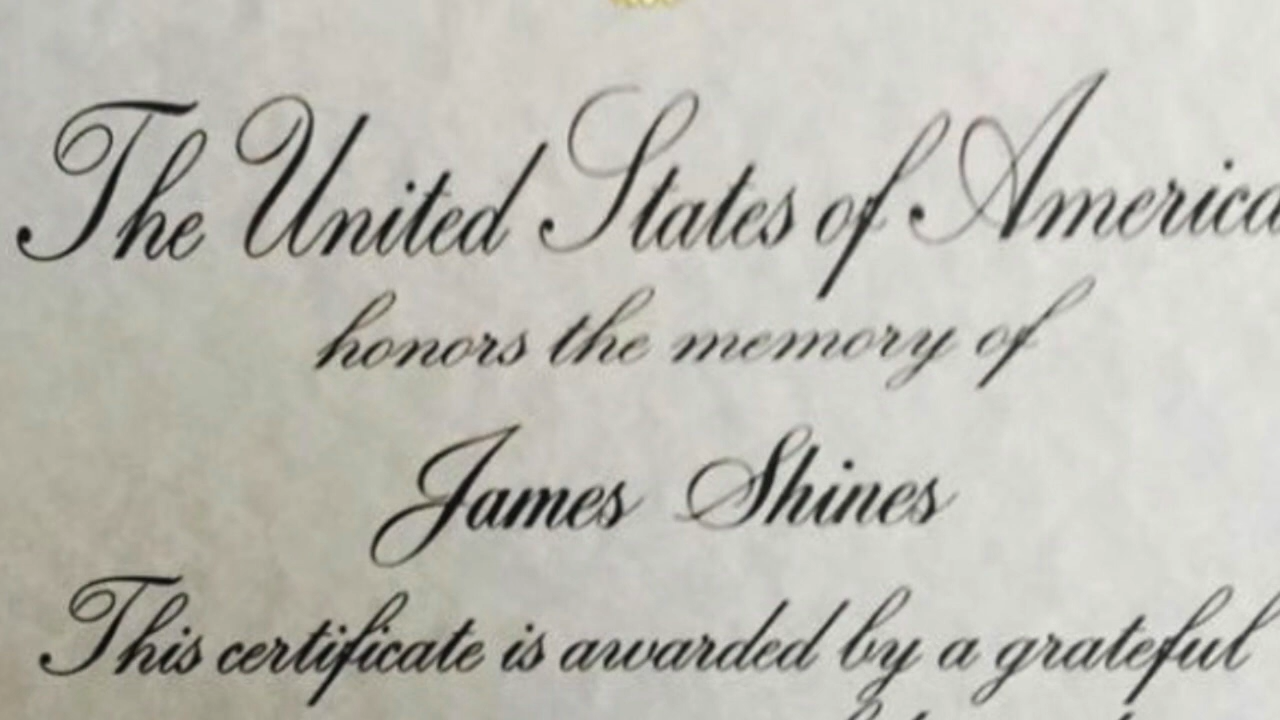 The United States of America
honors the memory of
James Shines
This certificate is awarded by a grateful